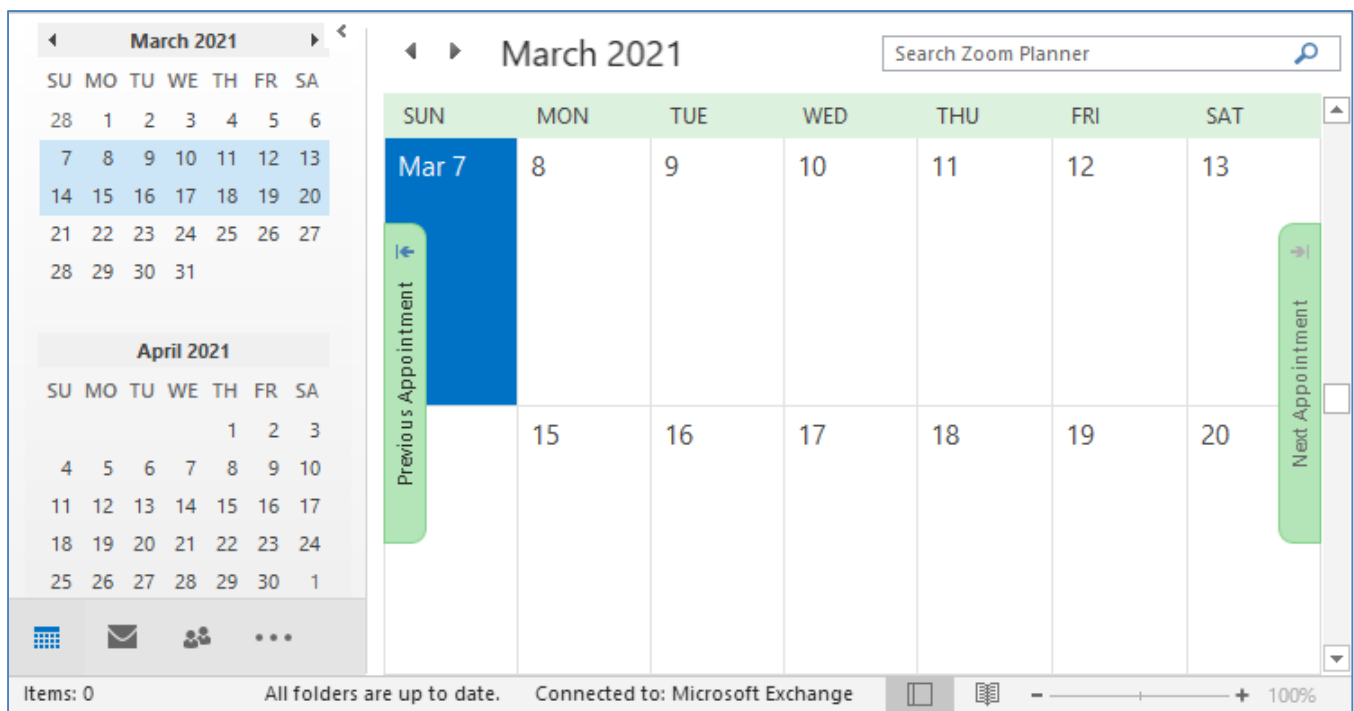 March 2021
SU MO TU WE TH FR SA
28 1 2 3 4 5 6
7 8 9 10 11 12 13
14 15 16 17 18 19 20
21 22 23 24 25 26 27
28 29 30 31
April 2021
SU MO TU WE TH FR SA
1 2 3
4 5 6 7 8 9 10
11 12 13 14 15 16 17
18 19 20 21 22 23 24
25 26 27 28 29 30 1
March 2021
Search Zoom Planner
SUN MON TUE WED THU FRI SAT
Mar 7 8 9 10 11 12 13
Previous Appointment
Next Appointment
15 16 17 18 19 20
Items: 0 All folders are up to date. Connected to: Microsoft Exchange 100%